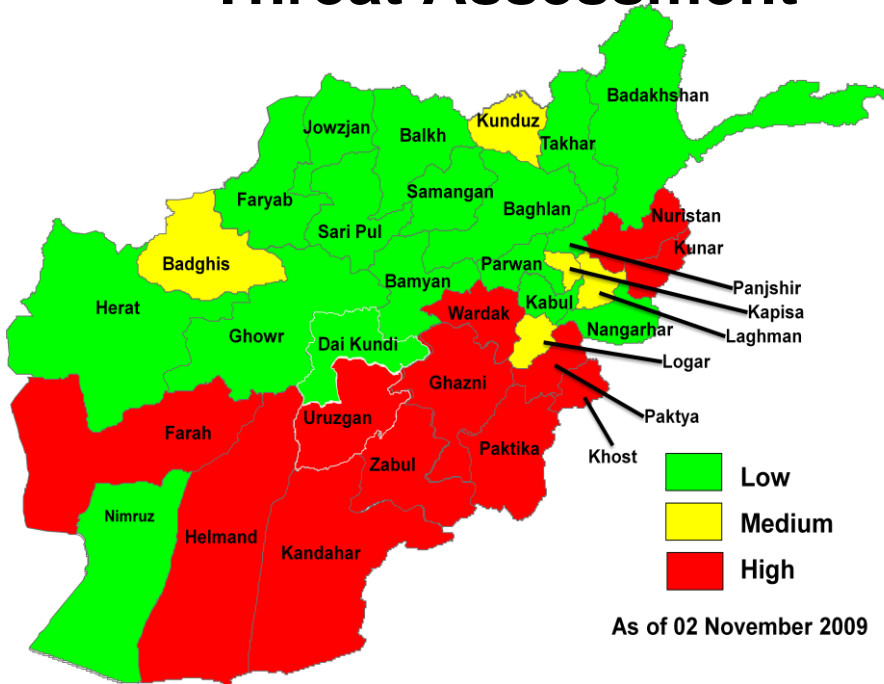 Threat Assessment
Badakhshan
Kunduz
Jowzjan
Balkh
Takhar
Samangan
Faryab
Baghlan
Nuristan
Sari Pul
Kunar
Badghis
Parwan
Bamyan
Panjshir
Herat
Kabul
Kapisa
Wardak
Nangarhar
Laghman
Ghowr
Dai Kundi
Logar
Ghazni
Paktya
Uruzgan
Farah
Paktika
Khost
Zabul
Low
Nimruz
Medium
Helmand
Kandahar
High
As of 02 November 2009